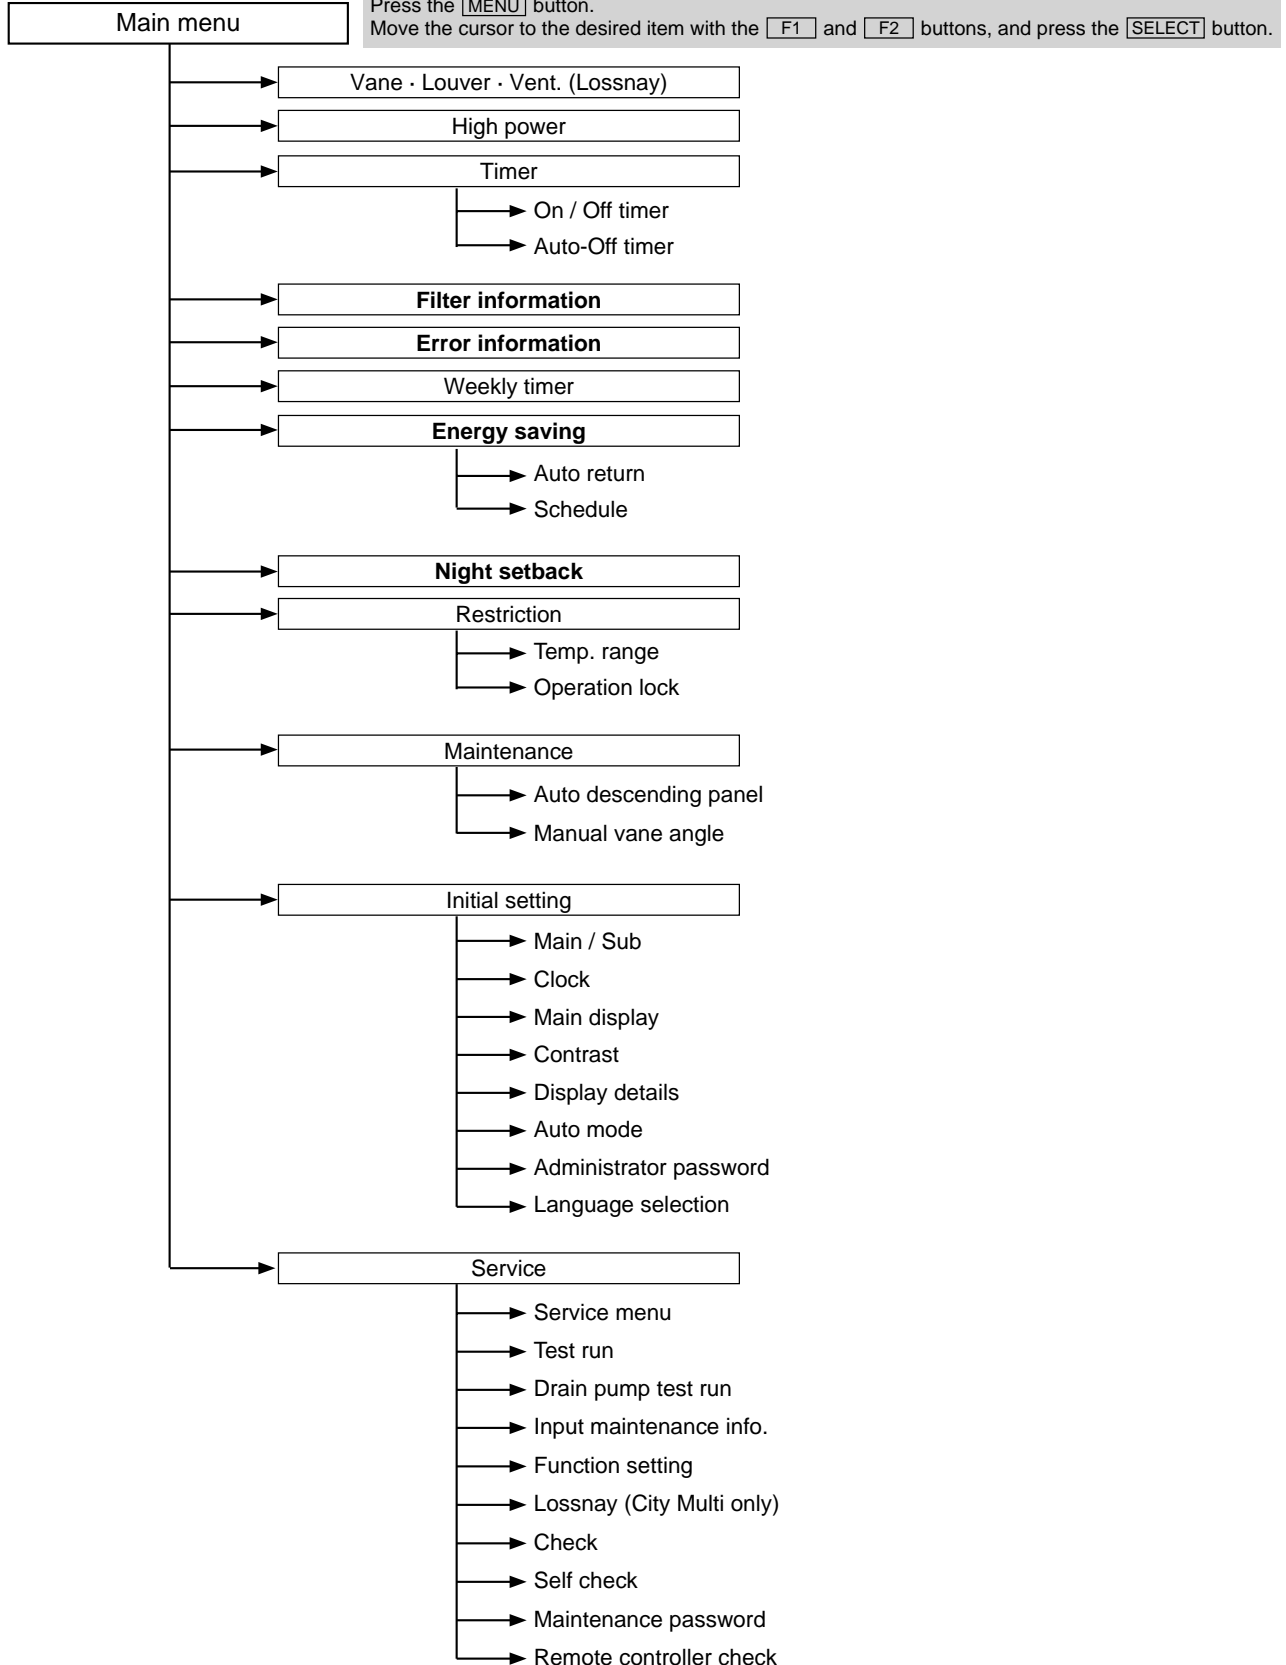 Main menu
Press the MENU button.
Move the cursor to the desired item with the F1 and F2 buttons, and press the SELECT button.
Vane · Louver · Vent. (Lossnay)
High power
Timer
On / Off timer
Auto-Off timer
Filter information
Error information
Weekly timer
Energy saving
Auto return
Schedule
Night setback
Restriction
Temp. range
Operation lock
Maintenance
Auto descending panel
Manual vane angle
Initial setting
Main / Sub
Clock
Main display
Contrast
Display details
Auto mode
Administrator password
Language selection
Service
Service menu
Test run
Drain pump test run
Input maintenance info.
Function setting
Lossnay (City Multi only)
Check
Self check
Maintenance password
Remote controller check